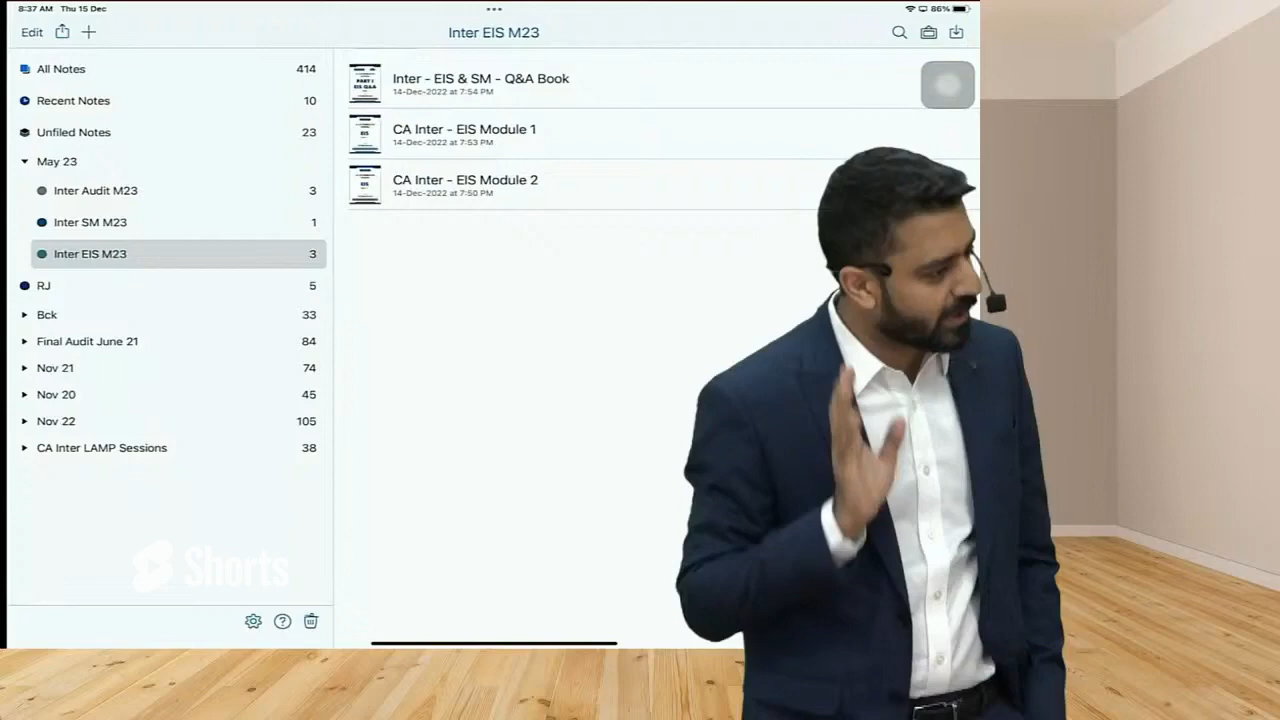 8:37 AM Thu 15 Dec
86%
Edit
Inter EIS M23
All Notes 414
Recent Notes 10
Unfiled Notes 23
May 23
Inter Audit M23 3
Inter SM M23 1
Inter EIS M23 3
RJ 5
Bck 33
Final Audit June 21 84
Nov 21 74
Nov 20 45
Nov 22 105
CA Inter LAMP Sessions 38
PART I
EIS Q&A
Inter - EIS & SM - Q&A Book
14-Dec-2022 at 7:54 PM
EIS
CA Inter - EIS Module 1
14-Dec-2022 at 7:53 PM
EIS
CA Inter - EIS Module 2
14-Dec-2022 at 7:50 PM
Shorts